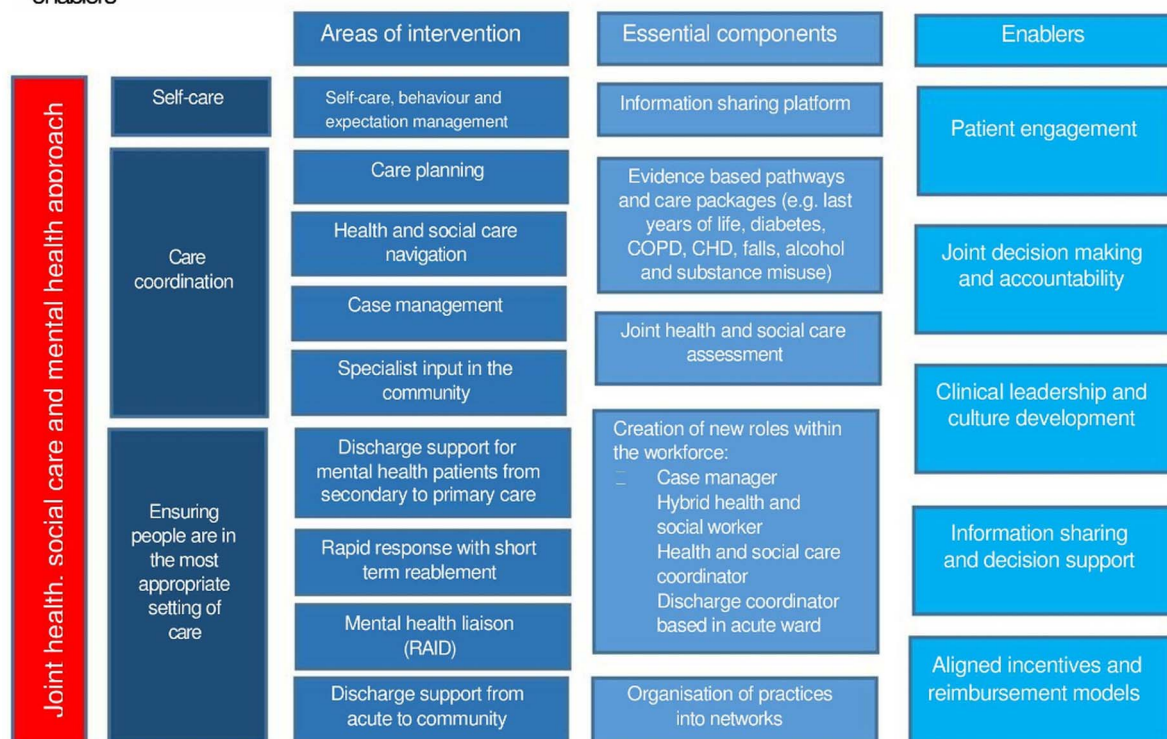 enablers
Areas of intervention
Essential components
Enablers
Joint health. social care and mental health approach
Self-care
Self-care, behaviour and
expectation management
Information sharing platform
Patient engagement
Care
coordination
Care planning
Health and social care
navigation
Case management
Specialist input in the
community
Evidence based pathways
and care packages (e.g. last
years of life, diabetes,
COPD, CHD, falls, alcohol
and substance misuse)
Joint health and social care
assessment
Joint decision making
and accountability
Clinical leadership and
culture development
Ensuring
people are in
the most
appropriate
setting of
care
Discharge support for
mental health patients from
secondary to primary care
Rapid response with short
term reablement
Mental health liaison
(RAID)
Discharge support from
acute to community
Creation of new roles within
the workforce:
Case manager
Hybrid health and
social worker
Health and social care
coordinator
Discharge coordinator
based in acute ward
Organisation of practices
into networks
Information sharing
and decision support
Aligned incentives and
reimbursement models